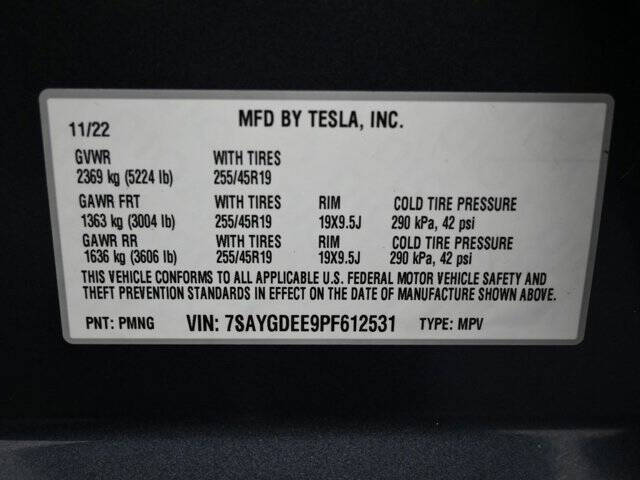 11/22 MFD BY TESLA, INC.
GVWR WITH TIRES
2369 kg (5224 lb) 255/45R19
GAWR FRT WITH TIRES RIM COLD TIRE PRESSURE
1363 kg (3004 lb) 255/45R19 19X9.5J 290 kPa, 42 psi
GAWR RR WITH TIRES RIM COLD TIRE PRESSURE
1636 kg (3606 lb) 255/45R19 19X9.5J 290 kPa, 42 psi
THIS VEHICLE CONFORMS TO ALL APPLICABLE U.S. FEDERAL MOTOR VEHICLE SAFETY AND
THEFT PREVENTION STANDARDS IN EFFECT ON THE DATE OF MANUFACTURE SHOWN ABOVE.
PNT: PMNG VIN: 7SAYGDEE9PF612531 TYPE: MPV